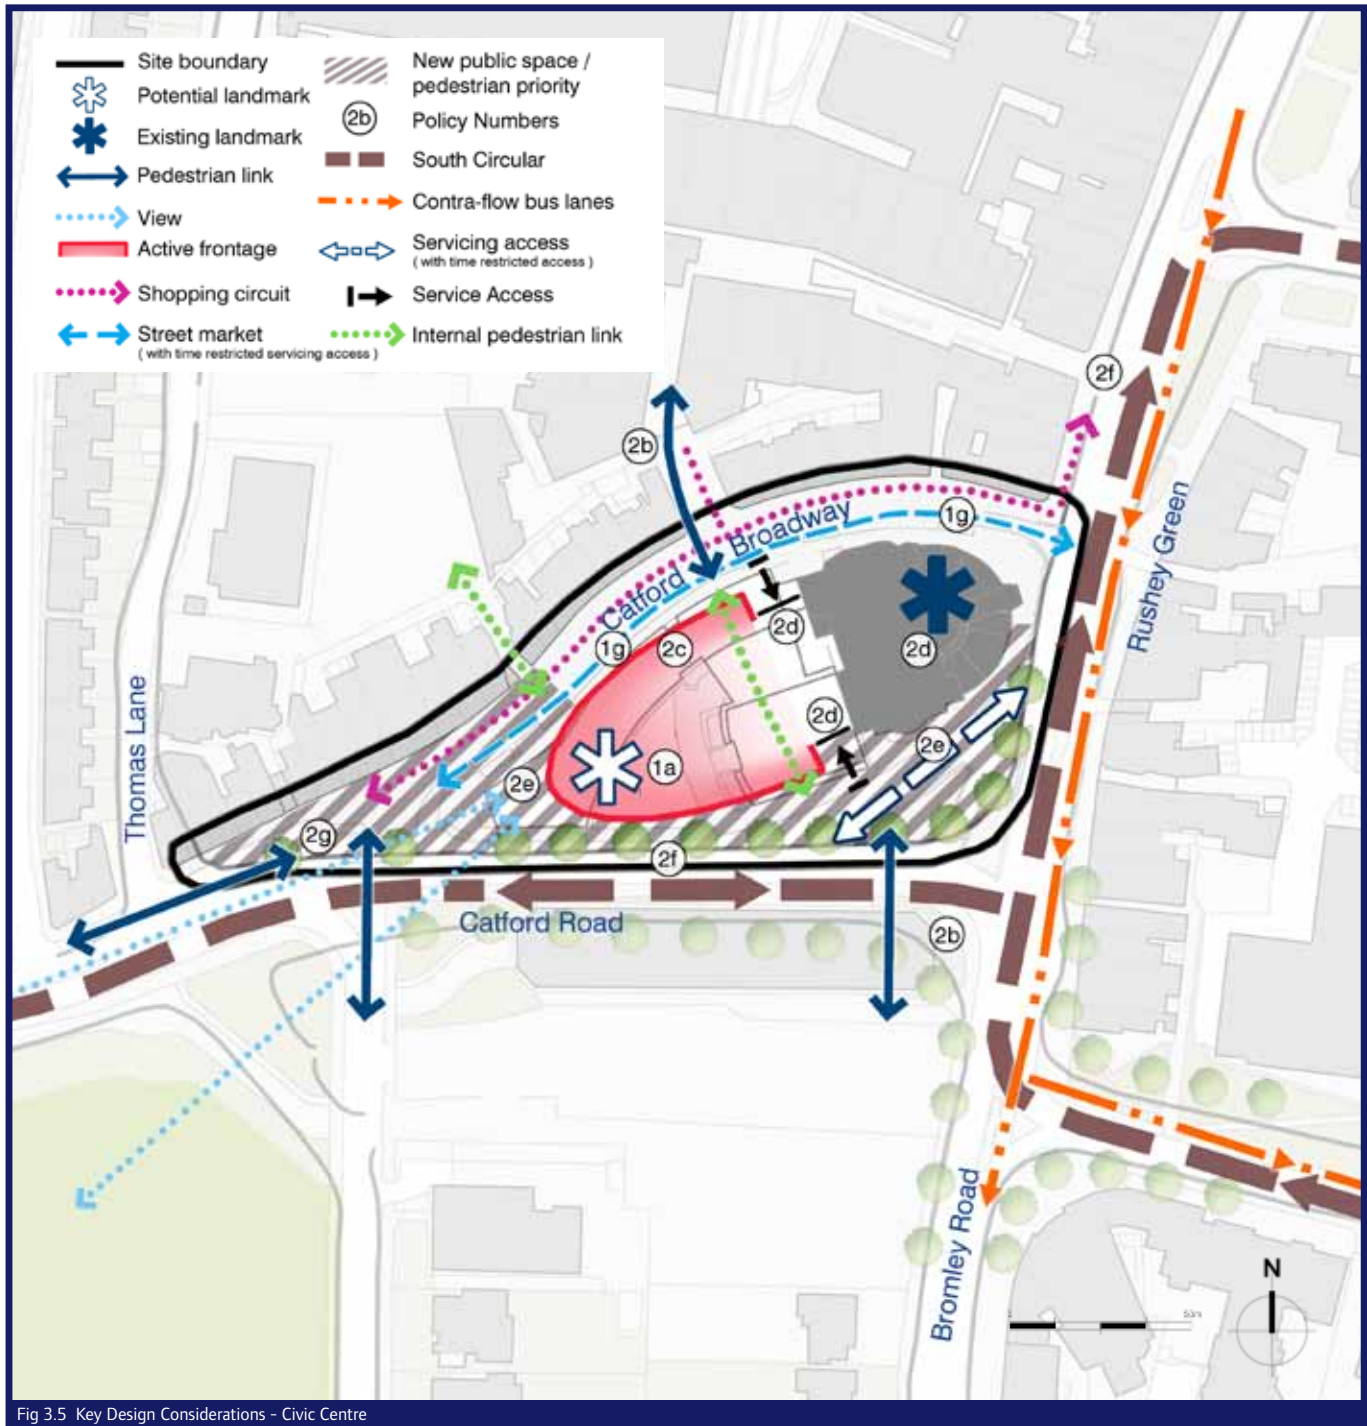 Site boundary
Potential landmark
Existing landmark
Pedestrian link
View
Active frontage
Shopping circuit
Street market
( with time restricted servicing access )
New public space /
pedestrian priority
2b
Policy Numbers
South Circular
Contra-flow bus lanes
Servicing access
( with time restricted access )
Service Access
Internal pedestrian link
2f
2b
1g
Catford Broadway
Rushey Green
2d
1g
2c
2d
Thomas Lane
2d
2e
1a
2e
2g
2f
Catford Road
2b
Bromley Road
N
50m
Fig 3.5 Key Design Considerations - Civic Centre